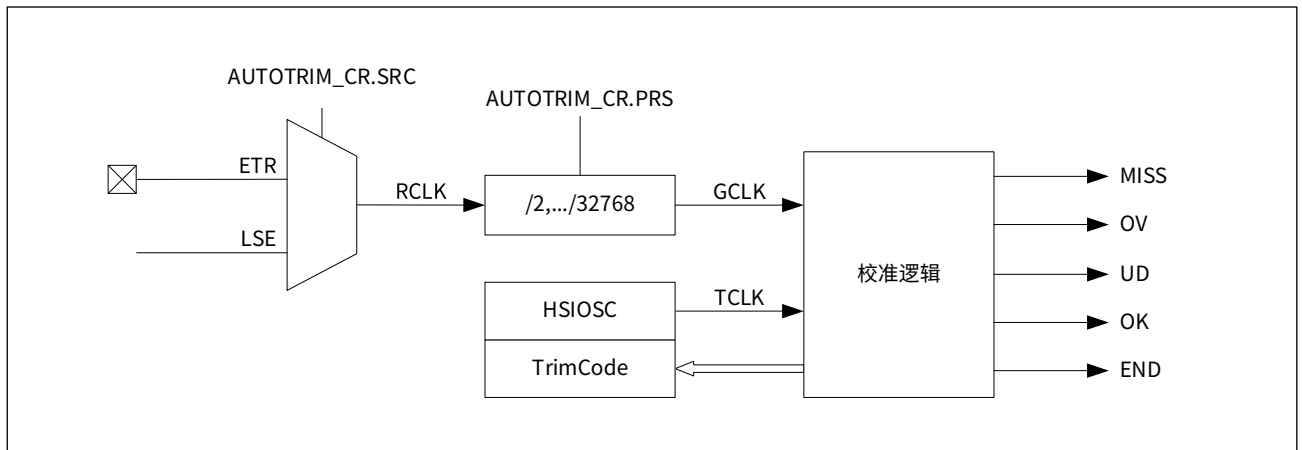 AUTOTRIM_CR.SRC
AUTOTRIM_CR.PRS
ETR
MISS
RCLK
/2,.../32768
GCLK
OV
LSE
校准逻辑
UD
HSIOSC
TCLK
OK
TrimCode
END